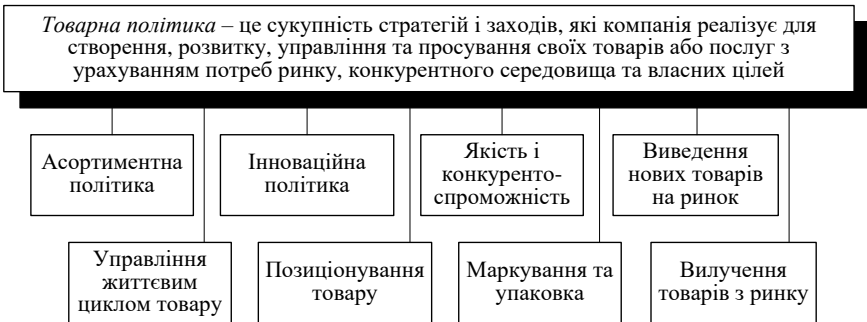 Товарна політика – це сукупність стратегій і заходів, які компанія реалізує для
створення, розвитку, управління та просування своїх товарів або послуг з
урахуванням потреб ринку, конкурентного середовища та власних цілей
Асортиментна
політика
Інноваційна
політика
Якість і
конкуренто-
спроможність
Виведення
нових товарів
на ринок
Управління
життєвим
циклом товару
Позиціонування
товару
Маркування та
упаковка
Вилучення
товарів з ринку